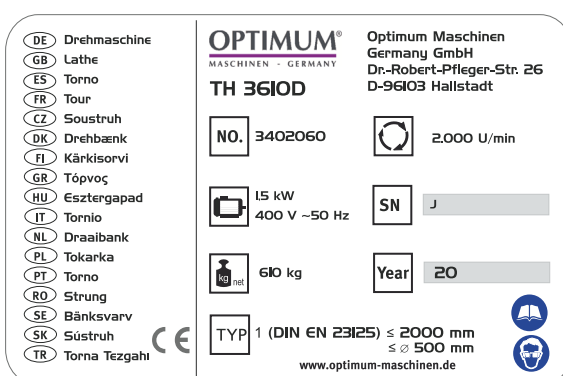 DE Drehmaschine
GB Lathe
ES Torno
FR Tour
CZ Soustruh
DK Drehbænk
FI Kärkisorvi
GR Τόρνος
HU Esztergapad
IT Tornio
NL Draaibank
PL Tokarka
PT Torno
RO Strung
SE Bänksvarv
SK Sústruh
TR Torna Tezgahı
CE
OPTIMUM®
MASCHINEN - GERMANY
TH 3610D
Optimum Maschinen
Germany GmbH
Dr.-Robert-Pfleger-Str. 26
D-96103 Hallstadt
NO. 3402060
2.000 U/min
1,5 kW
400 V ~50 Hz
SN J
kg net 610 kg
Year 20
TYP 1 (DIN EN 23125) ≤ 2000 mm
≤ ⌀ 500 mm
www.optimum-maschinen.de